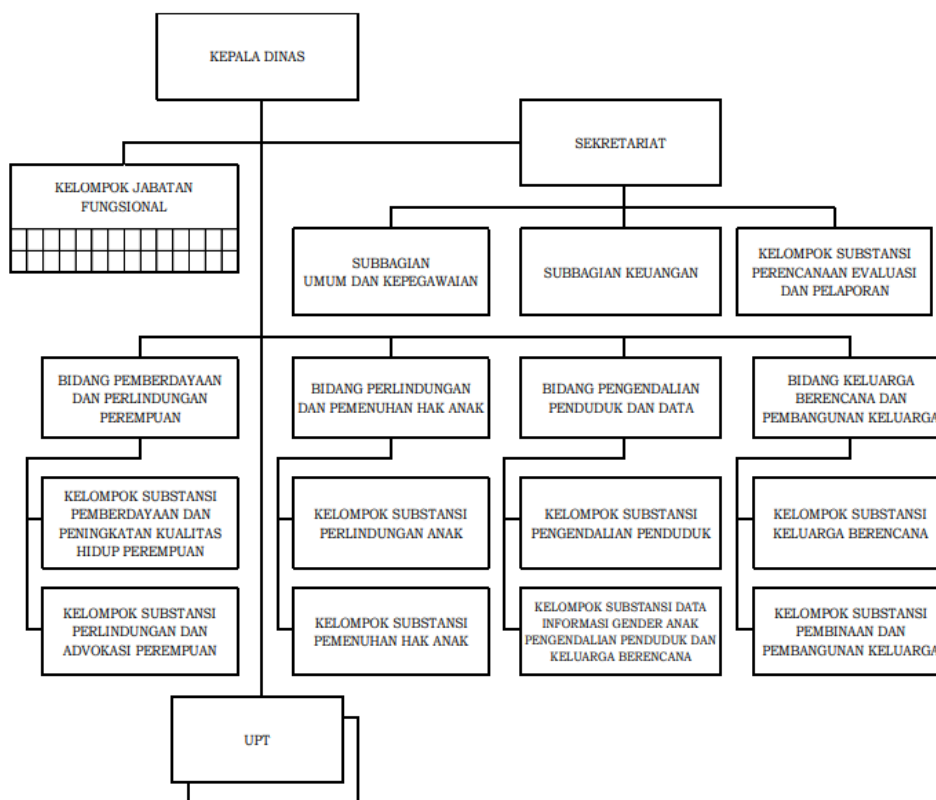 KEPALA DINAS
SEKRETARIAT
KELOMPOK JABATAN
FUNGSIONAL
SUBBAGIAN
UMUM DAN KEPEGAWAIAN
SUBBAGIAN KEUANGAN
KELOMPOK SUBSTANSI
PERENCANAAN EVALUASI
DAN PELAPORAN
BIDANG PEMBERDAYAAN
DAN PERLINDUNGAN
PEREMPUAN
BIDANG PERLINDUNGAN
DAN PEMENUHAN HAK ANAK
BIDANG PENGENDALIAN
PENDUDUK DAN DATA
BIDANG KELUARGA
BERENCANA DAN
PEMBANGUNAN KELUARGA
KELOMPOK SUBSTANSI
PEMBERDAYAAN DAN
PENINGKATAN KUALITAS
HIDUP PEREMPUAN
KELOMPOK SUBSTANSI
PERLINDUNGAN ANAK
KELOMPOK SUBSTANSI
PENGENDALIAN PENDUDUK
KELOMPOK SUBSTANSI
KELUARGA BERENCANA
KELOMPOK SUBSTANSI
PERLINDUNGAN DAN
ADVOKASI PEREMPUAN
KELOMPOK SUBSTANSI
PEMENUHAN HAK ANAK
KELOMPOK SUBSTANSI DATA
INFORMASI GENDER ANAK
PENGENDALIAN PENDUDUK DAN
KELUARGA BERENCANA
KELOMPOK SUBSTANSI
PEMBINAAN DAN
PEMBANGUNAN KELUARGA
UPT